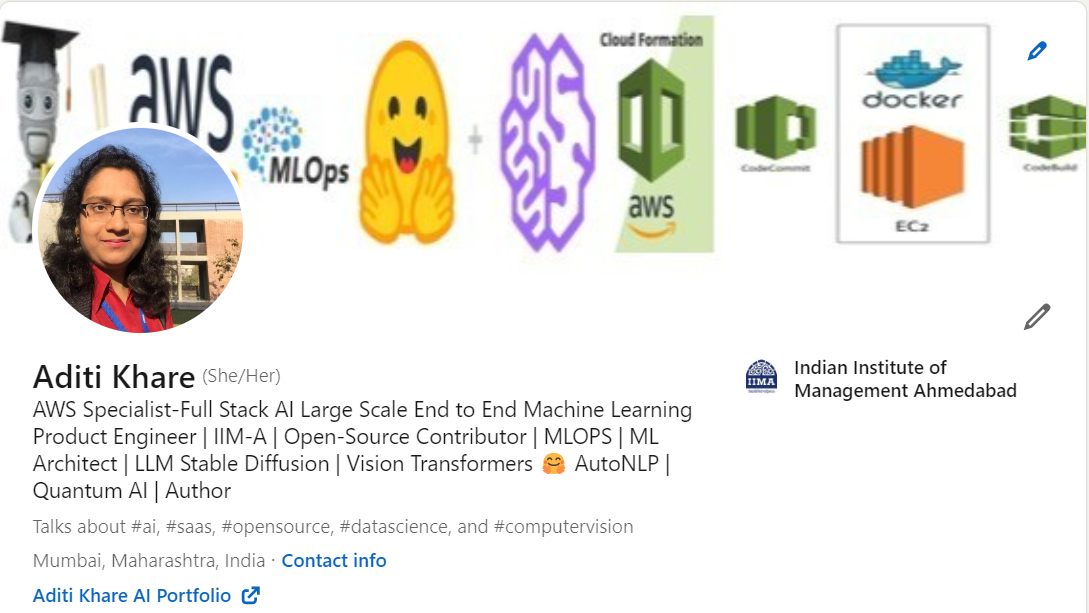 aws
MLOps
Cloud Formation
aws
CodeCommit
docker
EC2
CodeBuild
Aditi Khare (She/Her)
AWS Specialist-Full Stack AI Large Scale End to End Machine Learning
Product Engineer | IIM-A | Open-Source Contributor | MLOPS | ML
Architect | LLM Stable Diffusion | Vision Transformers 🤗 AutoNLP |
Quantum AI | Author
Talks about #ai, #saas, #opensource, #datascience, and #computervision
Mumbai, Maharashtra, India · Contact info
Aditi Khare AI Portfolio
IIMA
Indian Institute of
Management Ahmedabad